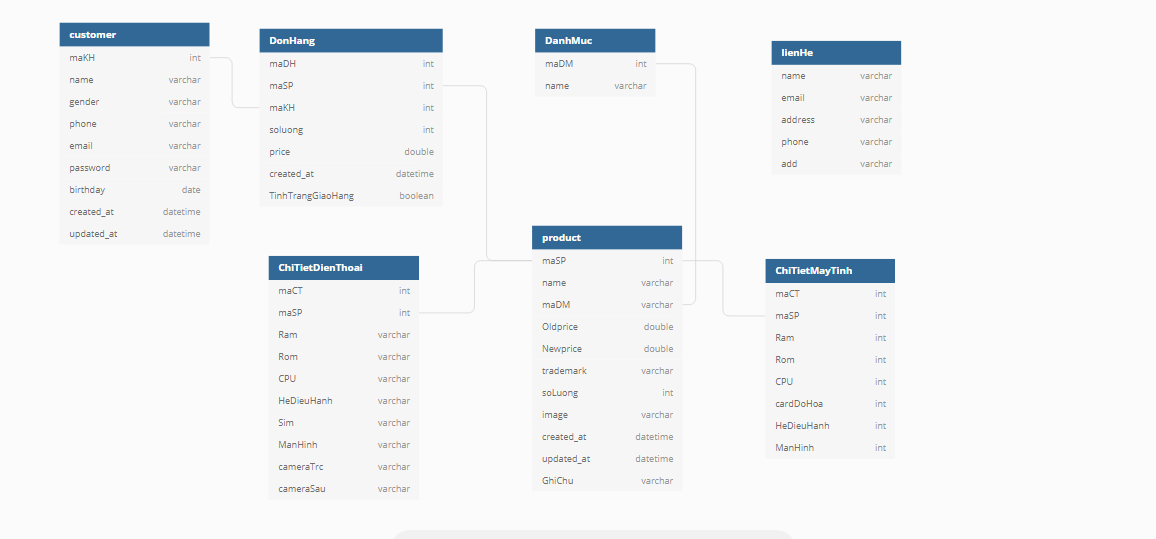 customer
maKH int
name varchar
gender varchar
phone varchar
email varchar
password varchar
birthday date
created_at datetime
updated_at datetime
DonHang
maDH int
maSP int
maKH int
soluong int
price double
created_at datetime
TinhTrangGiaoHang boolean
DanhMuc
maDM int
name varchar
lienHe
name varchar
email varchar
address varchar
phone varchar
add varchar
ChiTietDienThoai
maCT int
maSP int
Ram varchar
Rom varchar
CPU varchar
HeDieuHanh varchar
Sim varchar
ManHinh varchar
cameraTrc varchar
cameraSau varchar
product
maSP int
name varchar
maDM varchar
Oldprice double
Newprice double
trademark varchar
soLuong int
image varchar
created_at datetime
updated_at datetime
GhiChu varchar
ChiTietMayTinh
maCT int
maSP int
Ram int
Rom int
CPU int
cardDoHoa int
HeDieuHanh int
ManHinh int